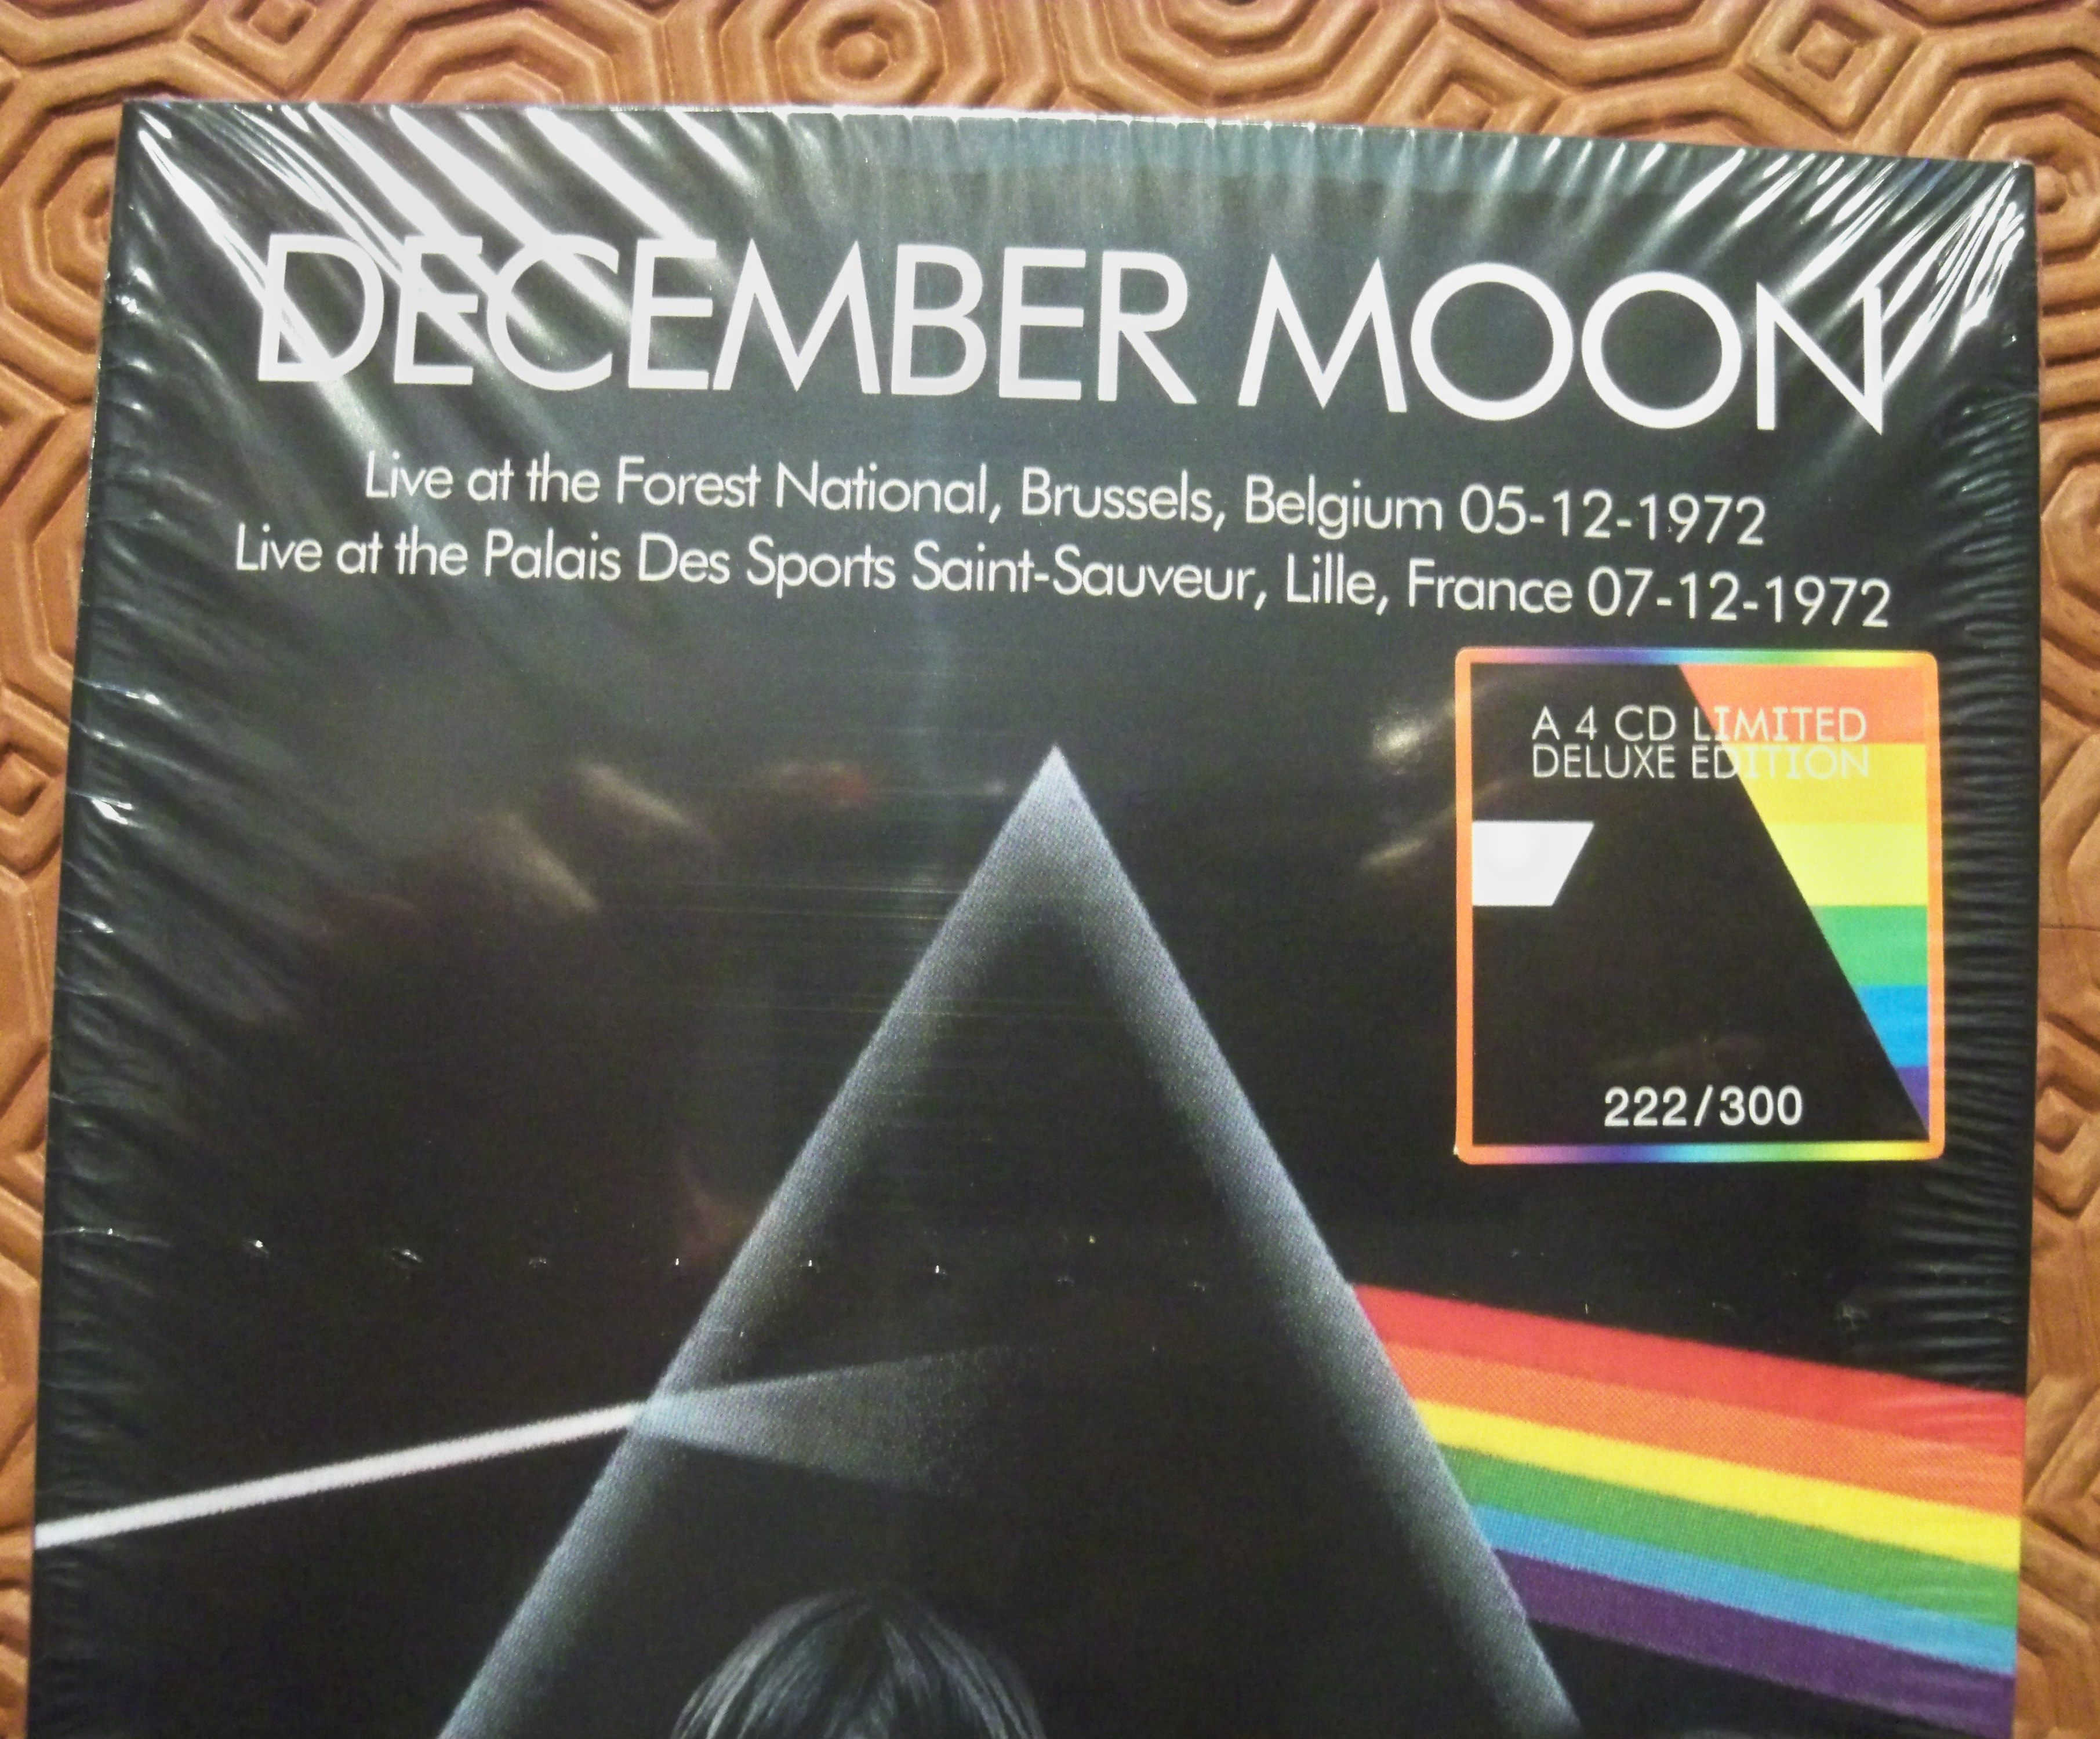 DECEMBER MOON
Live at the Forest National, Brussels, Belgium 05-12-1972
Live at the Palais Des Sports Saint-Sauveur, Lille, France 07-12-1972
A 4 CD LIMITED
DELUXE EDITION
222/300